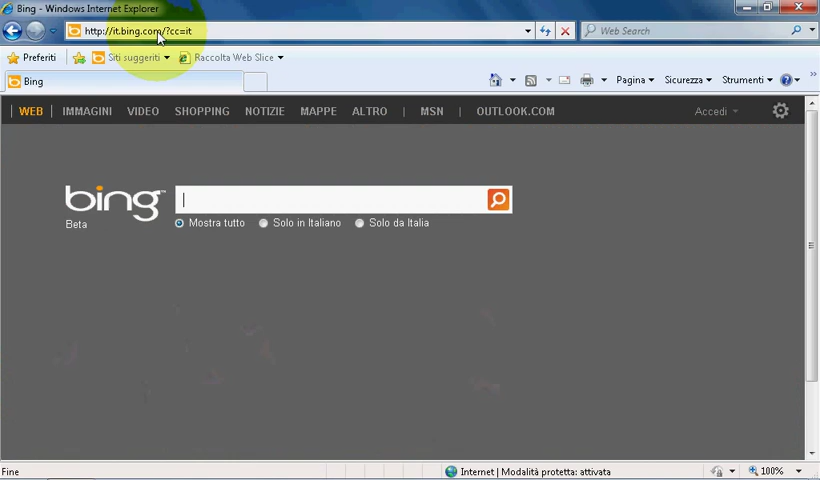 Bing - Windows Internet Explorer
http://it.bing.com/?cc=it
Web Search
Preferiti
Siti suggeriti
Raccolta Web Slice
Bing
Pagina
Sicurezza
Strumenti
WEB | IMMAGINI VIDEO SHOPPING NOTIZIE MAPPE ALTRO | MSN | OUTLOOK.COM
Accedi
bing™
Beta
Mostra tutto
Solo in Italiano
Solo da Italia
Fine
Internet | Modalità protetta: attivata
100%